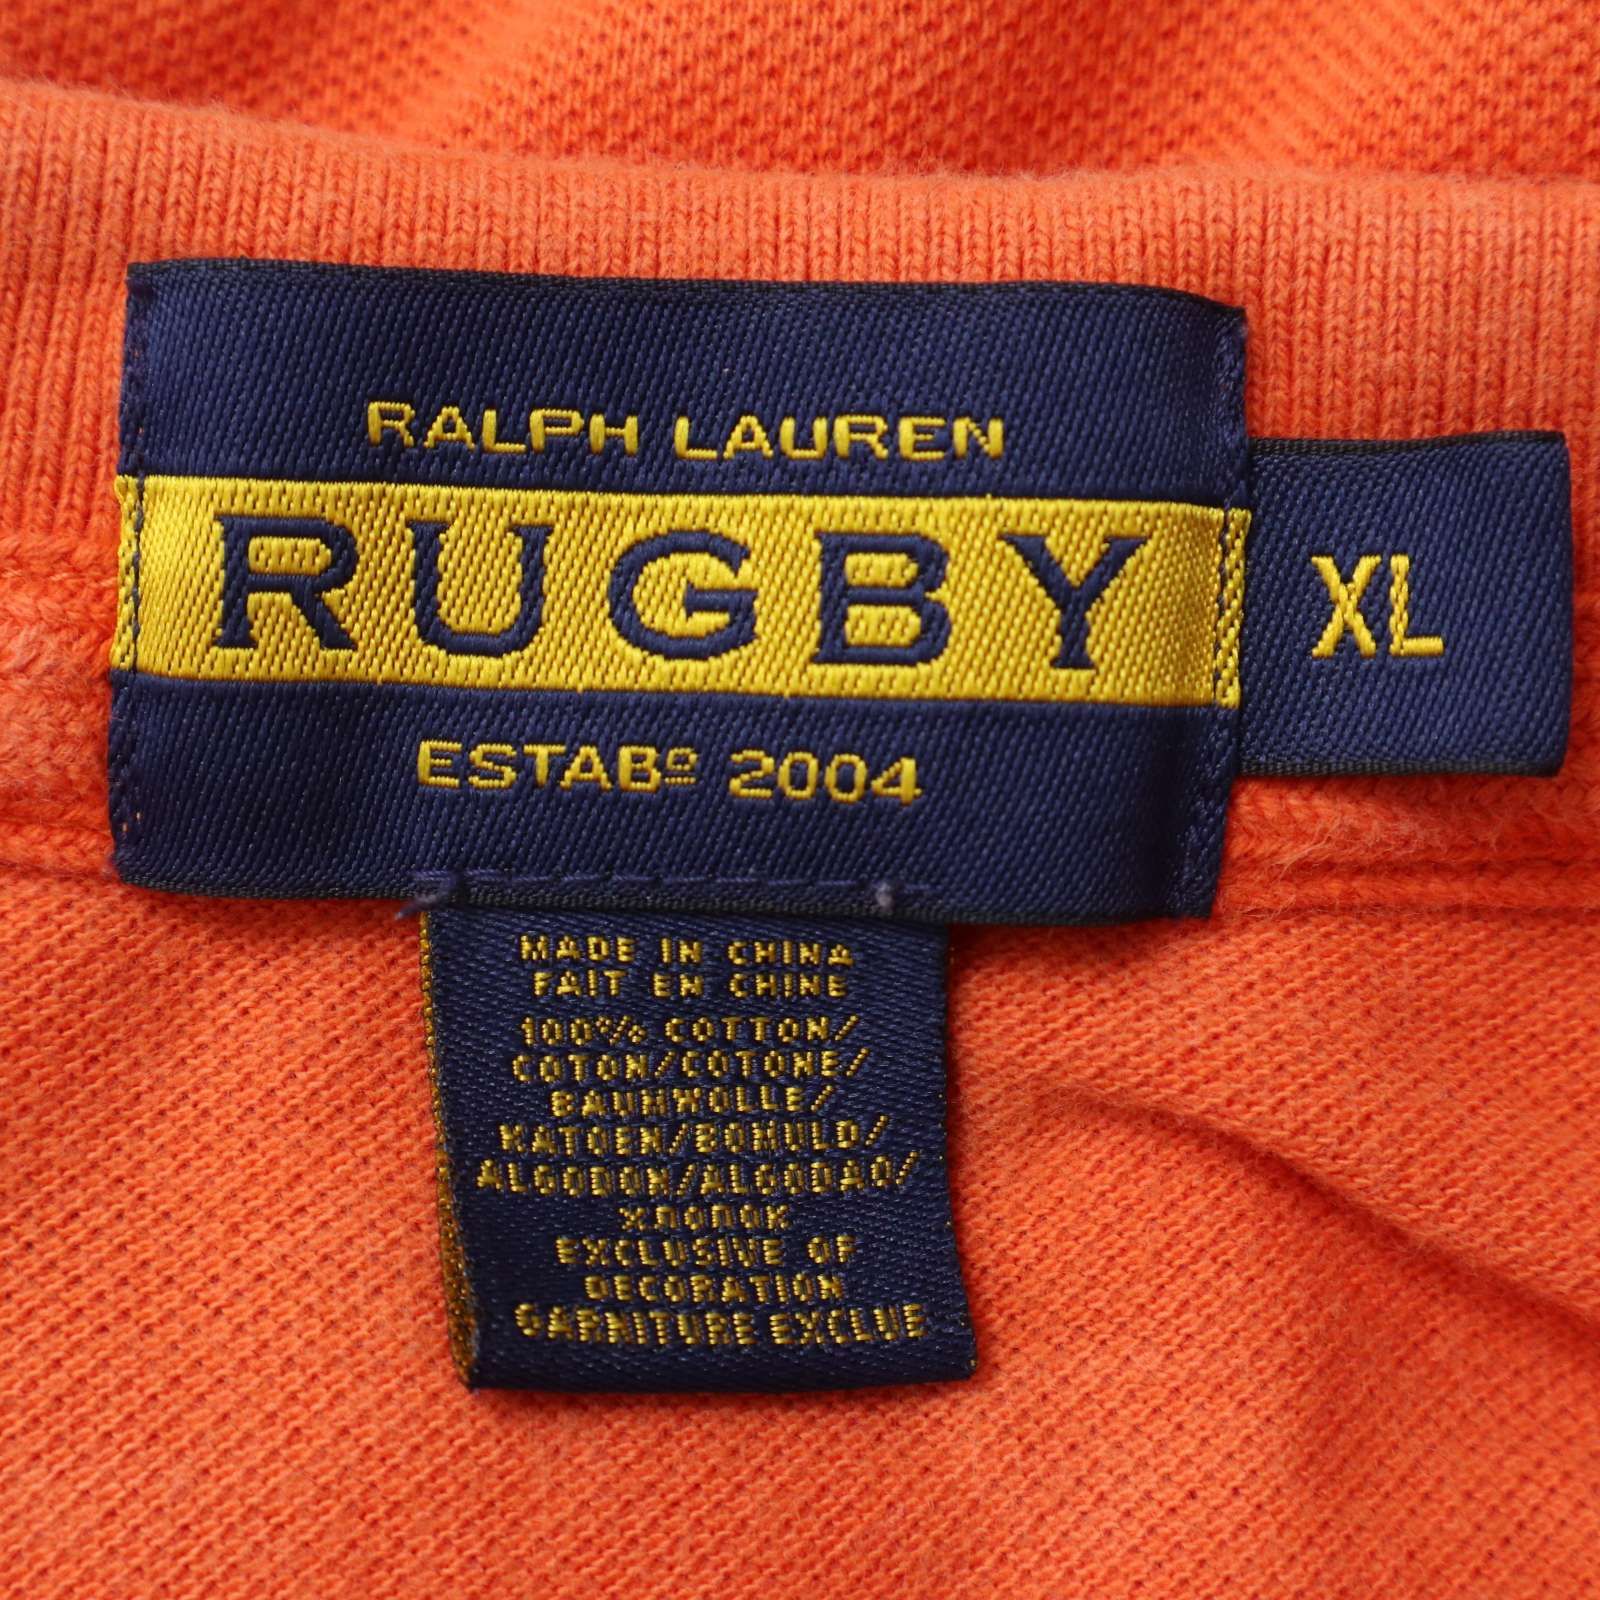 RALPH LAUREN
RUGBY
XL
ESTABº 2004
MADE IN CHINA
FAIT EN CHINE
100% COTTON/
COTON/COTONE/
BAUMWOLLE/
KATOEN/BOMULD/
ALGODON/ALGODAO/
ХЛОПОК
EXCLUSIVE OF
DECORATION
GARNITURE EXCLUE